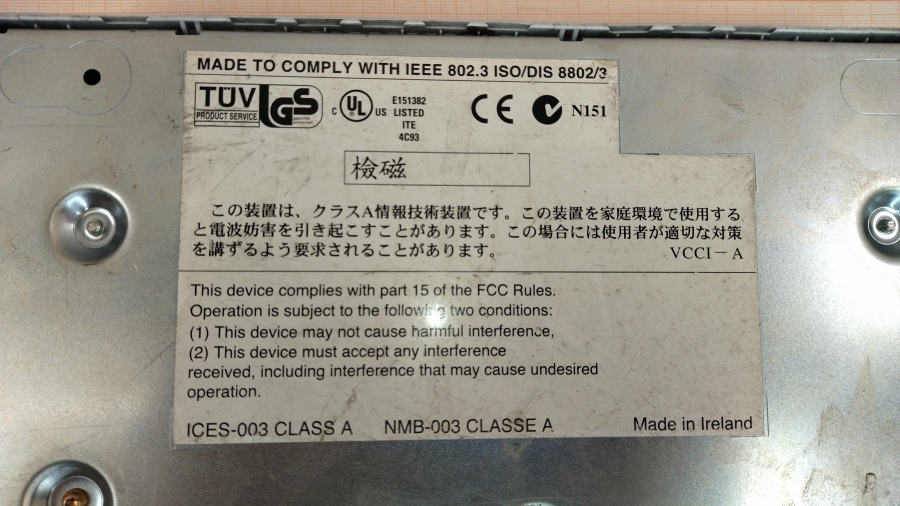 MADE TO COMPLY WITH IEEE 802.3 ISO/DIS 8802/3
TÜV
PRODUCT SERVICE
GS
geprüfte
Sicherheit
C UL US
E151382
LISTED
ITE
4C93
CE
N151
檢磁
この装置は、クラスA情報技術装置です。この装置を家庭環境で使用する
と電波妨害を引き起こすことがあります。この場合には使用者が適切な対策
を講ずるよう要求されることがあります。
VCCI-A
This device complies with part 15 of the FCC Rules.
Operation is subject to the following two conditions:
(1) This device may not cause harmful interference,
(2) This device must accept any interference
received, including interference that may cause undesired
operation.
ICES-003 CLASS A NMB-003 CLASSE A
Made in Ireland